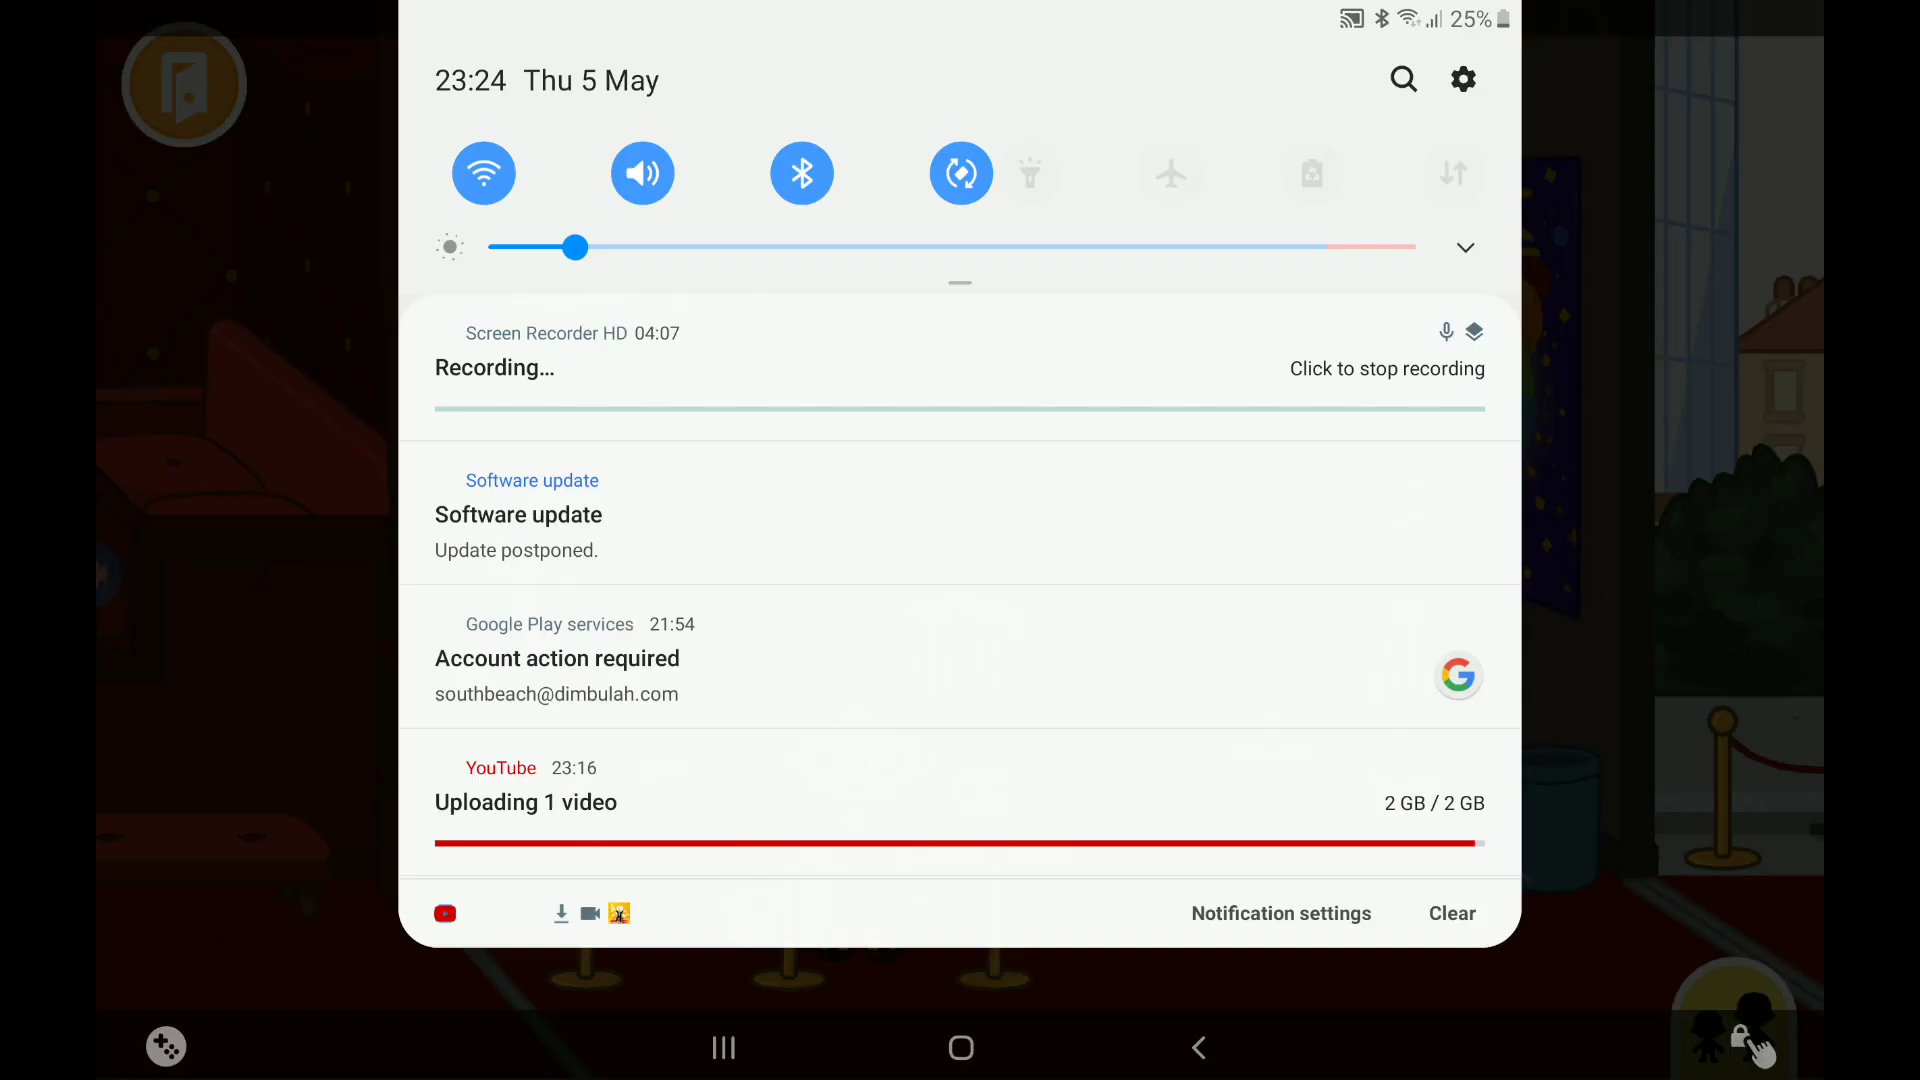 25%
23:24 Thu 5 May
Screen Recorder HD 04:07
Recording...
Click to stop recording
Software update
Software update
Update postponed.
Google Play services 21:54
Account action required
southbeach@dimbulah.com
YouTube 23:16
Uploading 1 video
2 GB / 2 GB
Notification settings
Clear